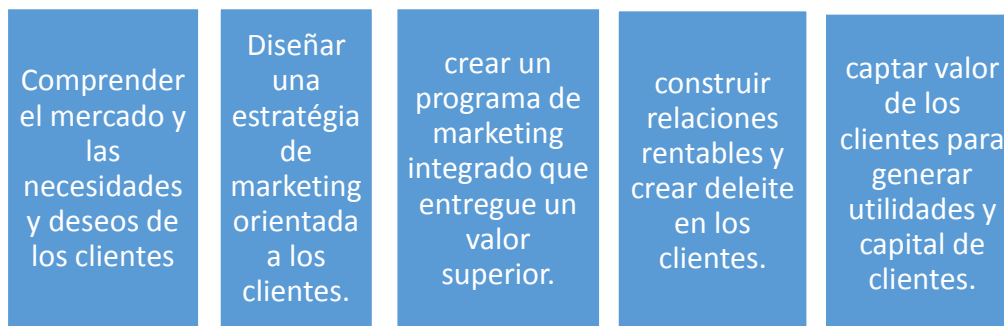 Comprender
el mercado y
las
necesidades
y deseos de
los clientes
Diseñar
una
estratégia
de
marketing
orientada
a los
clientes.
crear un
programa de
marketing
integrado que
entregue un
valor
superior.
construir
relaciones
rentables y
crear deleite
en los
clientes.
captar valor
de los
clientes para
generar
utilidades y
capital de
clientes.